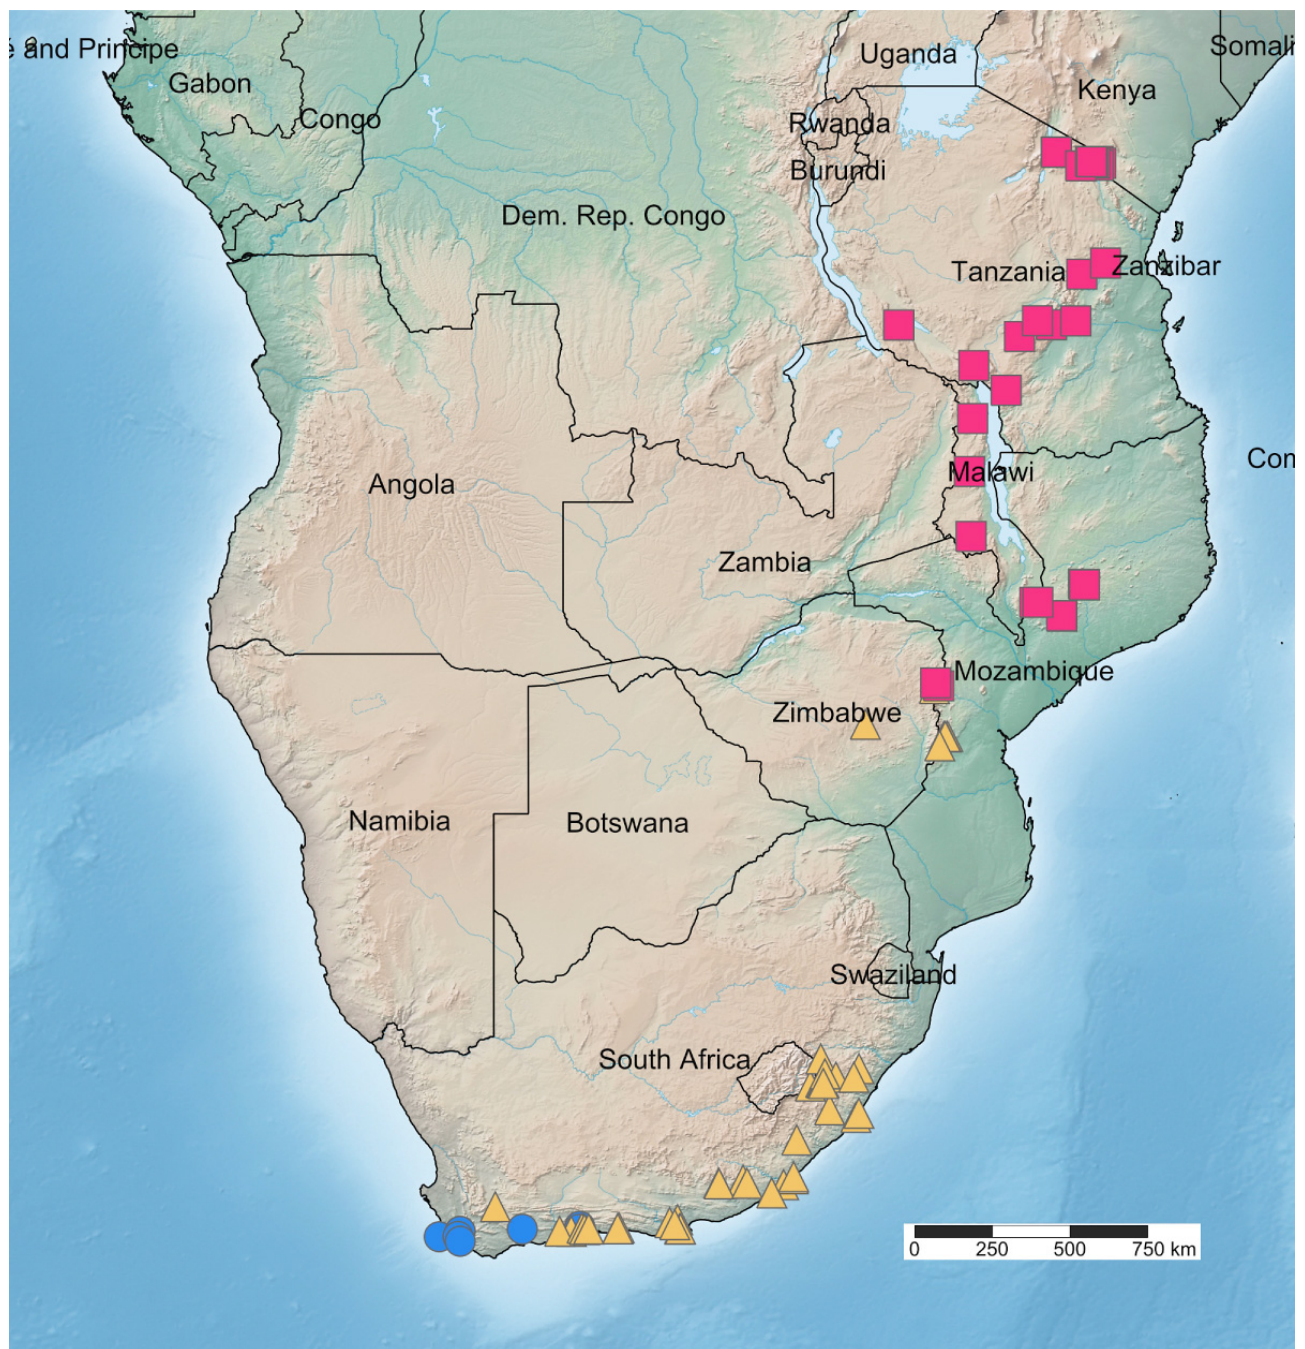 é and Principe
Uganda
Somali
Gabon
Kenya
Congo
Rwanda
Burundi
Dem. Rep. Congo
Tanzania
Zanzibar
Malawi
Com
Angola
Zambia
Mozambique
Zimbabwe
Namibia
Botswana
Swaziland
South Africa
0 250 500 750 km